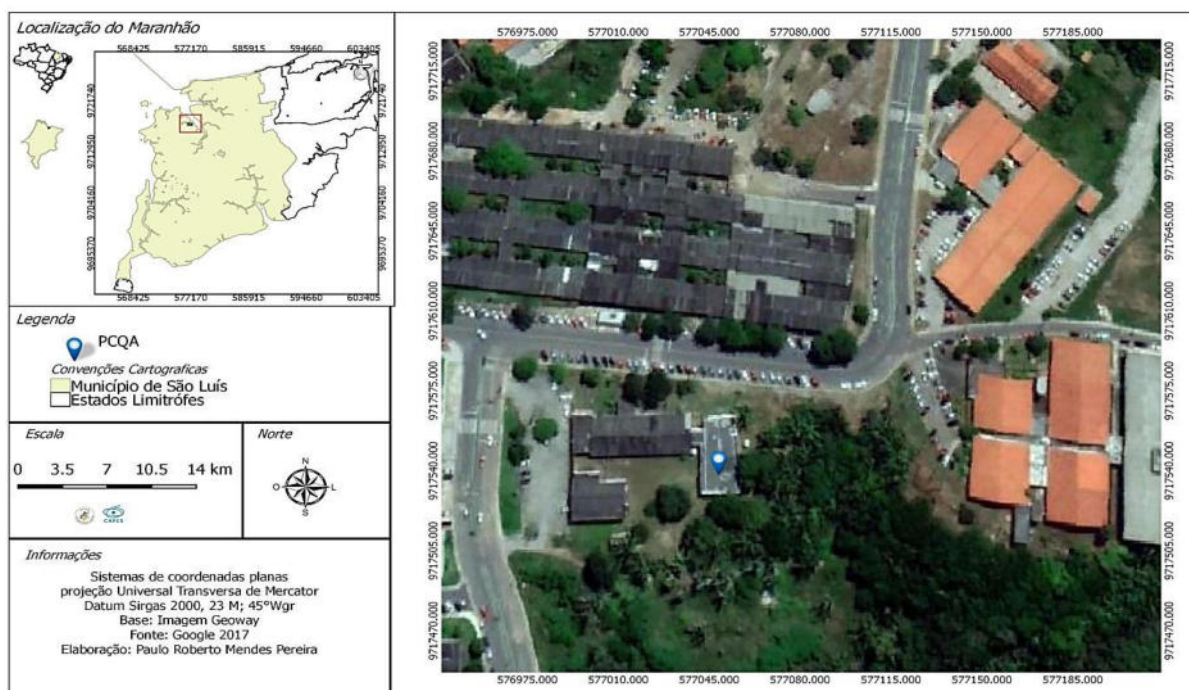 Localização do Maranhão
568425 577170 585915 594660 603405
9721740
9712950
9704160
9695370
9721740
9712950
9704160
9695370
568425 577170 585915 594660 603405
Legenda
PCQA
Convenções Cartograficas
Município de São Luís
Estados Limitrófes
Escala
0 3.5 7 10.5 14 km
CAPES
Norte
N
O L
S
Informações
Sistemas de coordenadas planas
projeção Universal Transversa de Mercator
Datum Sirgas 2000, 23 M; 45°Wgr
Base: Imagem Geoway
Fonte: Google 2017
Elaboração: Paulo Roberto Mendes Pereira
576975.000 577010.000 577045.000 577080.000 577115.000 577150.000 577185.000
9717715.000
9717680.000
9717645.000
9717610.000
9717575.000
9717540.000
9717505.000
9717470.000
9717715.000
9717680.000
9717645.000
9717610.000
9717575.000
9717540.000
9717505.000
9717470.000
576975.000 577010.000 577045.000 577080.000 577115.000 577150.000 577185.000